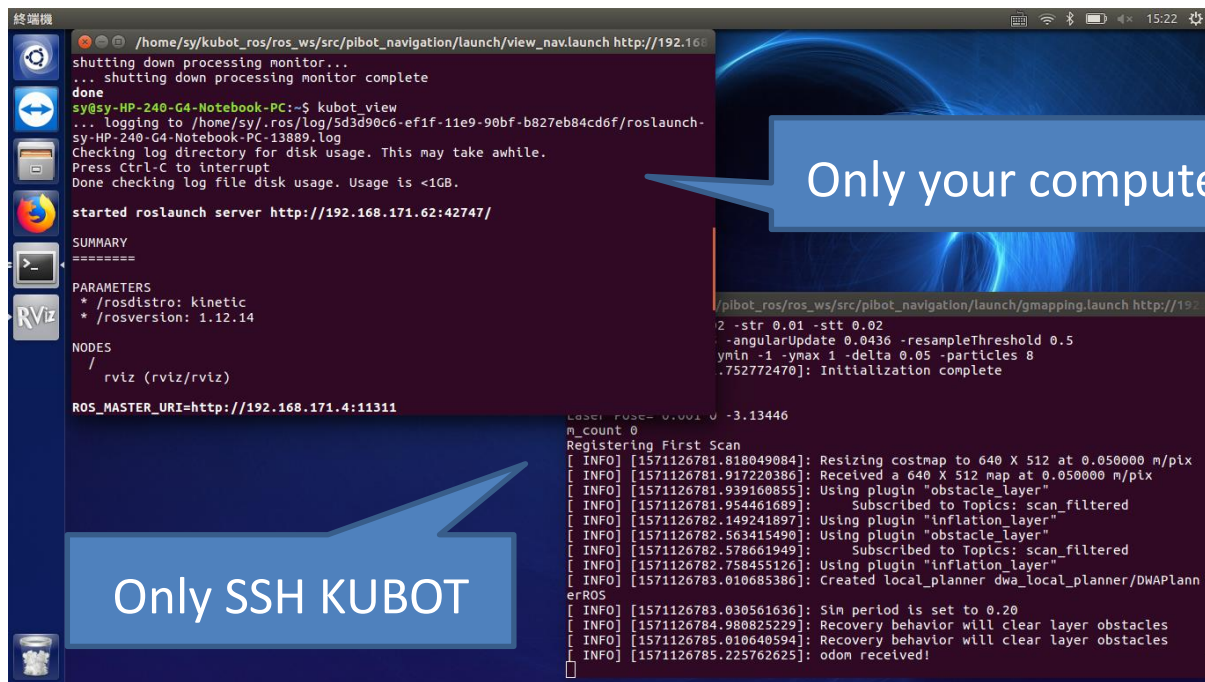 終端機
15:22
/home/sy/kubot_ros/ros_ws/src/pibot_navigation/launch/view_nav.launch http://192.168
shutting down processing monitor...
... shutting down processing monitor complete
done
sy@sy-HP-240-G4-Notebook-PC:~$ kubot_view
... logging to /home/sy/.ros/log/5d3d90c6-ef1f-11e9-90bf-b827eb84cd6f/roslaunch-
sy-HP-240-G4-Notebook-PC-13889.log
Checking log directory for disk usage. This may take awhile.
Press Ctrl-C to interrupt
Done checking log file disk usage. Usage is <1GB.
started roslaunch server http://192.168.171.62:42747/
SUMMARY
========
PARAMETERS
* /rosdistro: kinetic
* /rosversion: 1.12.14
NODES
/
rviz (rviz/rviz)
ROS_MASTER_URI=http://192.168.171.4:11311
Only your compute
RViz
/pibot_ros/ros_ws/src/pibot_navigation/launch/gmapping.launch http://192
2 -str 0.01 -stt 0.02
-angularUpdate 0.0436 -resampleThreshold 0.5
ymin -1 -ymax 1 -delta 0.05 -particles 8
.752772470]: Initialization complete
Laser Pose= 0.001 0 -3.13446
m_count 0
Registering First Scan
[ INFO] [1571126781.818049084]: Resizing costmap to 640 X 512 at 0.050000 m/pix
[ INFO] [1571126781.917220386]: Received a 640 X 512 map at 0.050000 m/pix
[ INFO] [1571126781.939160855]: Using plugin "obstacle_layer"
[ INFO] [1571126781.954461689]: Subscribed to Topics: scan_filtered
[ INFO] [1571126782.149241897]: Using plugin "inflation_layer"
[ INFO] [1571126782.563415490]: Using plugin "obstacle_layer"
[ INFO] [1571126782.578661949]: Subscribed to Topics: scan_filtered
[ INFO] [1571126782.758455126]: Using plugin "inflation_layer"
[ INFO] [1571126783.010685386]: Created local_planner dwa_local_planner/DWAPlann
erROS
[ INFO] [1571126783.030561636]: Sim period is set to 0.20
[ INFO] [1571126784.980825229]: Recovery behavior will clear layer obstacles
[ INFO] [1571126785.010640594]: Recovery behavior will clear layer obstacles
[ INFO] [1571126785.225762625]: odom received!
Only SSH KUBOT